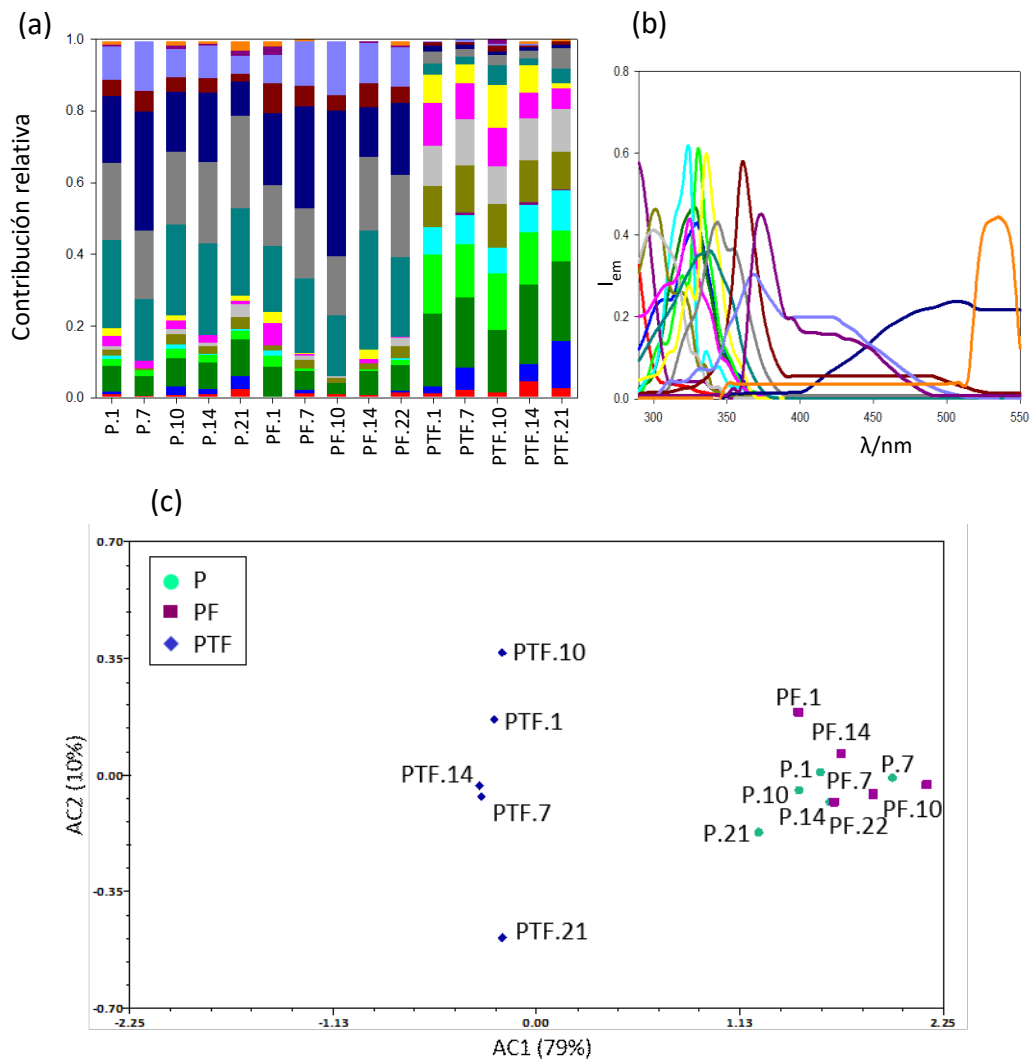 (a)
Contribución relativa
1.0
0.8
0.6
0.4
0.2
0.0
P.1
P.7
P.10
P.14
P.21
PF.1
PF.7
PF.10
PF.14
PF.22
PTF.1
PTF.7
PTF.10
PTF.14
PTF.21
(b)
I em
0.8
0.6
0.4
0.2
0.0
300 350 400 450 500 550
λ/nm
(c)
AC2 (10%)
0.70
0.35
0.00
-0.35
-0.70
P
PF
PTF
PTF.10
PTF.1
PTF.14
PTF.7
PTF.21
PF.1
PF.14
P.1
P.7
PF.7
P.10
PF.10
P.14
PF.22
P.21
-2.25 -1.13 0.00 1.13 2.25
AC1 (79%)